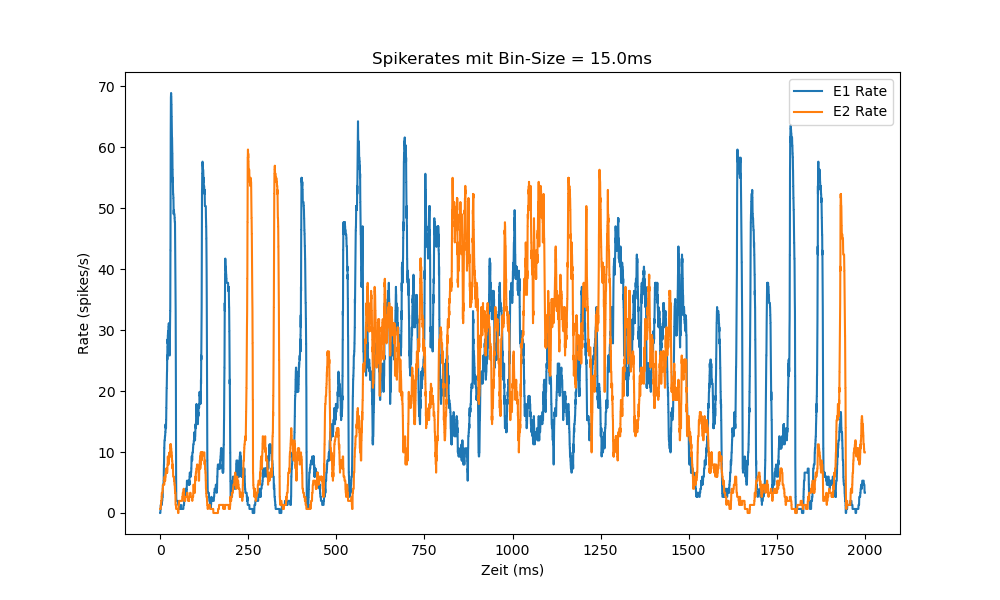 Spikerates mit Bin-Size = 15.0ms
E1 Rate
E2 Rate
Rate (spikes/s)
70
60
50
40
30
20
10
0
0 250 500 750 1000 1250 1500 1750 2000
Zeit (ms)